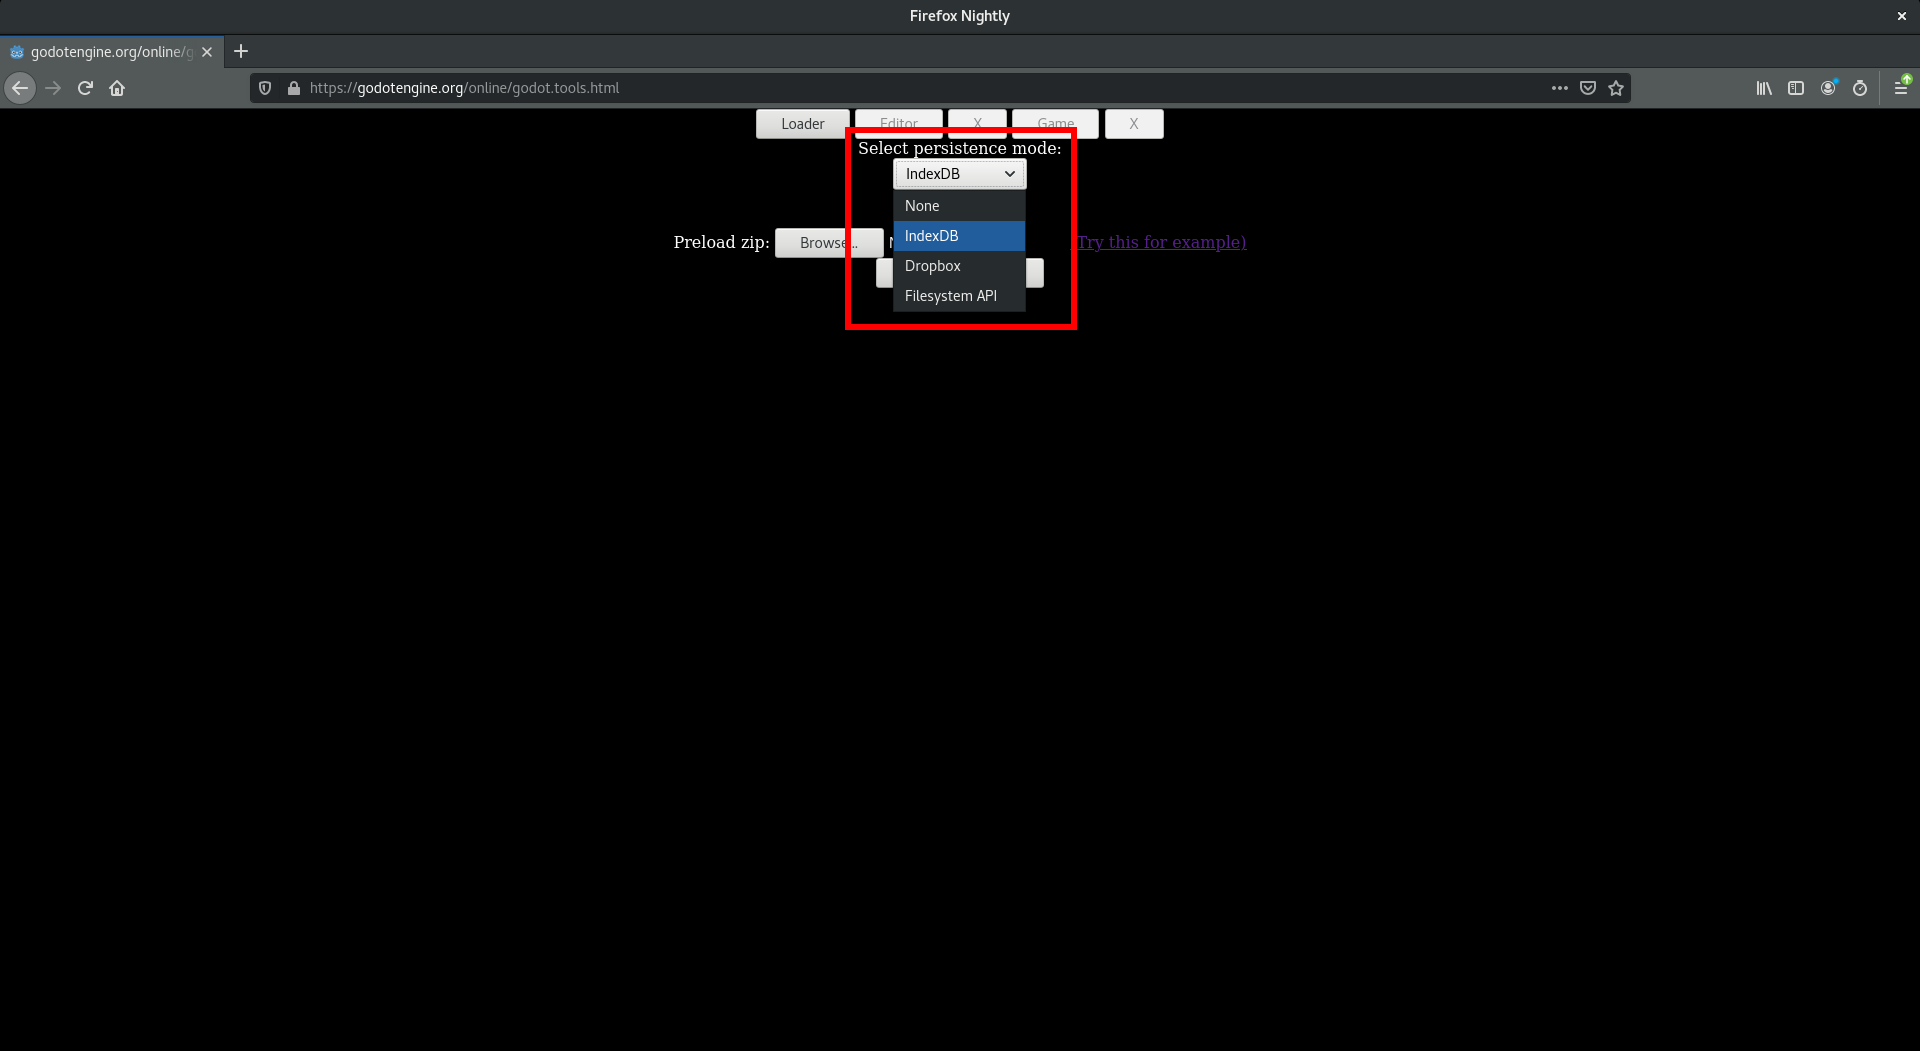 Firefox Nightly
godotengine.org/online/g
https://godotengine.org/online/godot.tools.html
Loader Editor X Game X
Select persistence mode:
IndexDB
None
IndexDB
Dropbox
Filesystem API
Preload zip: Browse... (Try this for example)